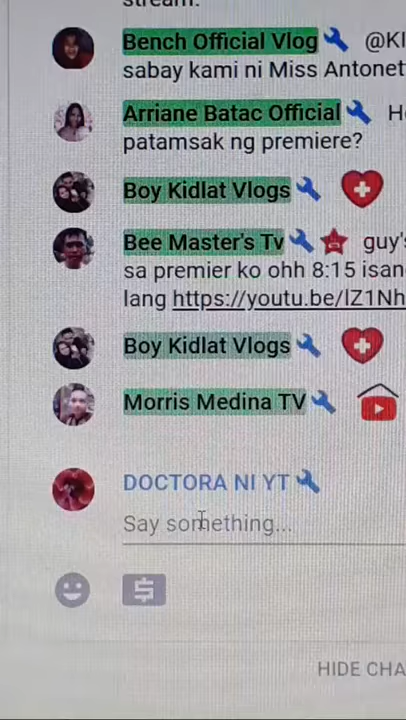 stream.
Bench Official Vlog @KI
sabay kami ni Miss Antonet
Arriane Batac Official He
patamsak ng premiere?
Boy Kidlat Vlogs
Bee Master's Tv guy's
sa premier ko ohh 8:15 isan
lang https://youtu.be/lZ1Nh
Boy Kidlat Vlogs
Morris Medina TV
DOCTORA NI YT
Say something...
HIDE CHA